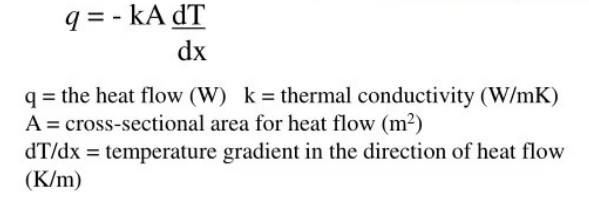 q = - kA dT
dx
q = the heat flow (W) k = thermal conductivity (W/mK)
A = cross-sectional area for heat flow (m²)
dT/dx = temperature gradient in the direction of heat flow
(K/m)